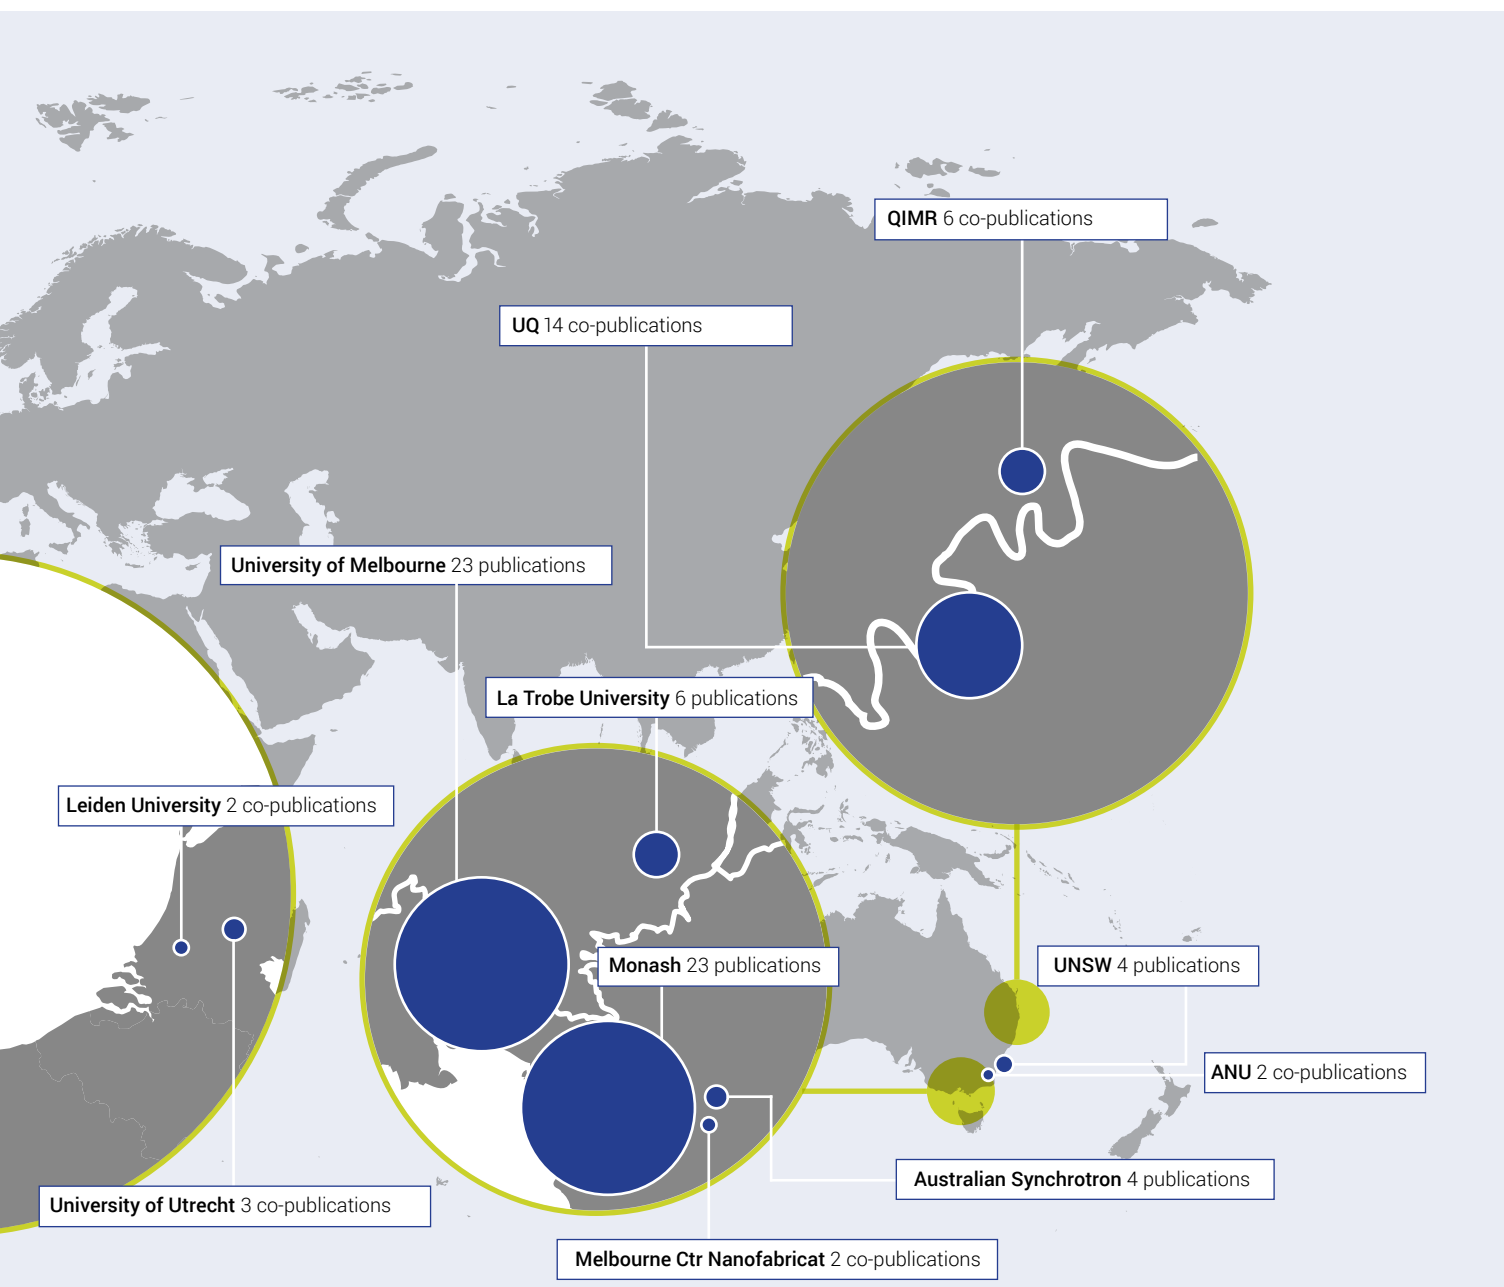 QIMR 6 co-publications
UQ 14 co-publications
University of Melbourne 23 publications
La Trobe University 6 publications
Leiden University 2 co-publications
Monash 23 publications
UNSW 4 publications
ANU 2 co-publications
Australian Synchrotron 4 publications
University of Utrecht 3 co-publications
Melbourne Ctr Nanofabricat 2 co-publications